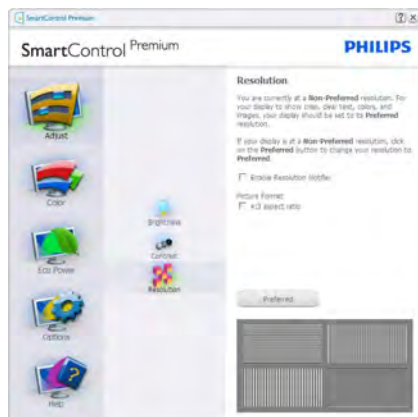 SmartControl Premium
SmartControl Premium
PHILIPS
Adjust
Color
Eco Power
Options
Help
Brightness
Contrast
Resolution
Resolution
You are currently at a Non-Preferred resolution. For
your display to show crisp, clear text, colors, and
images, your display should be set to its Preferred
resolution.
If your display is at a Non-Preferred resolution, click
on the Preferred button to change your resolution to
Preferred.
Enable Resolution Notifier
Picture Format
4:3 aspect ratio
Preferred